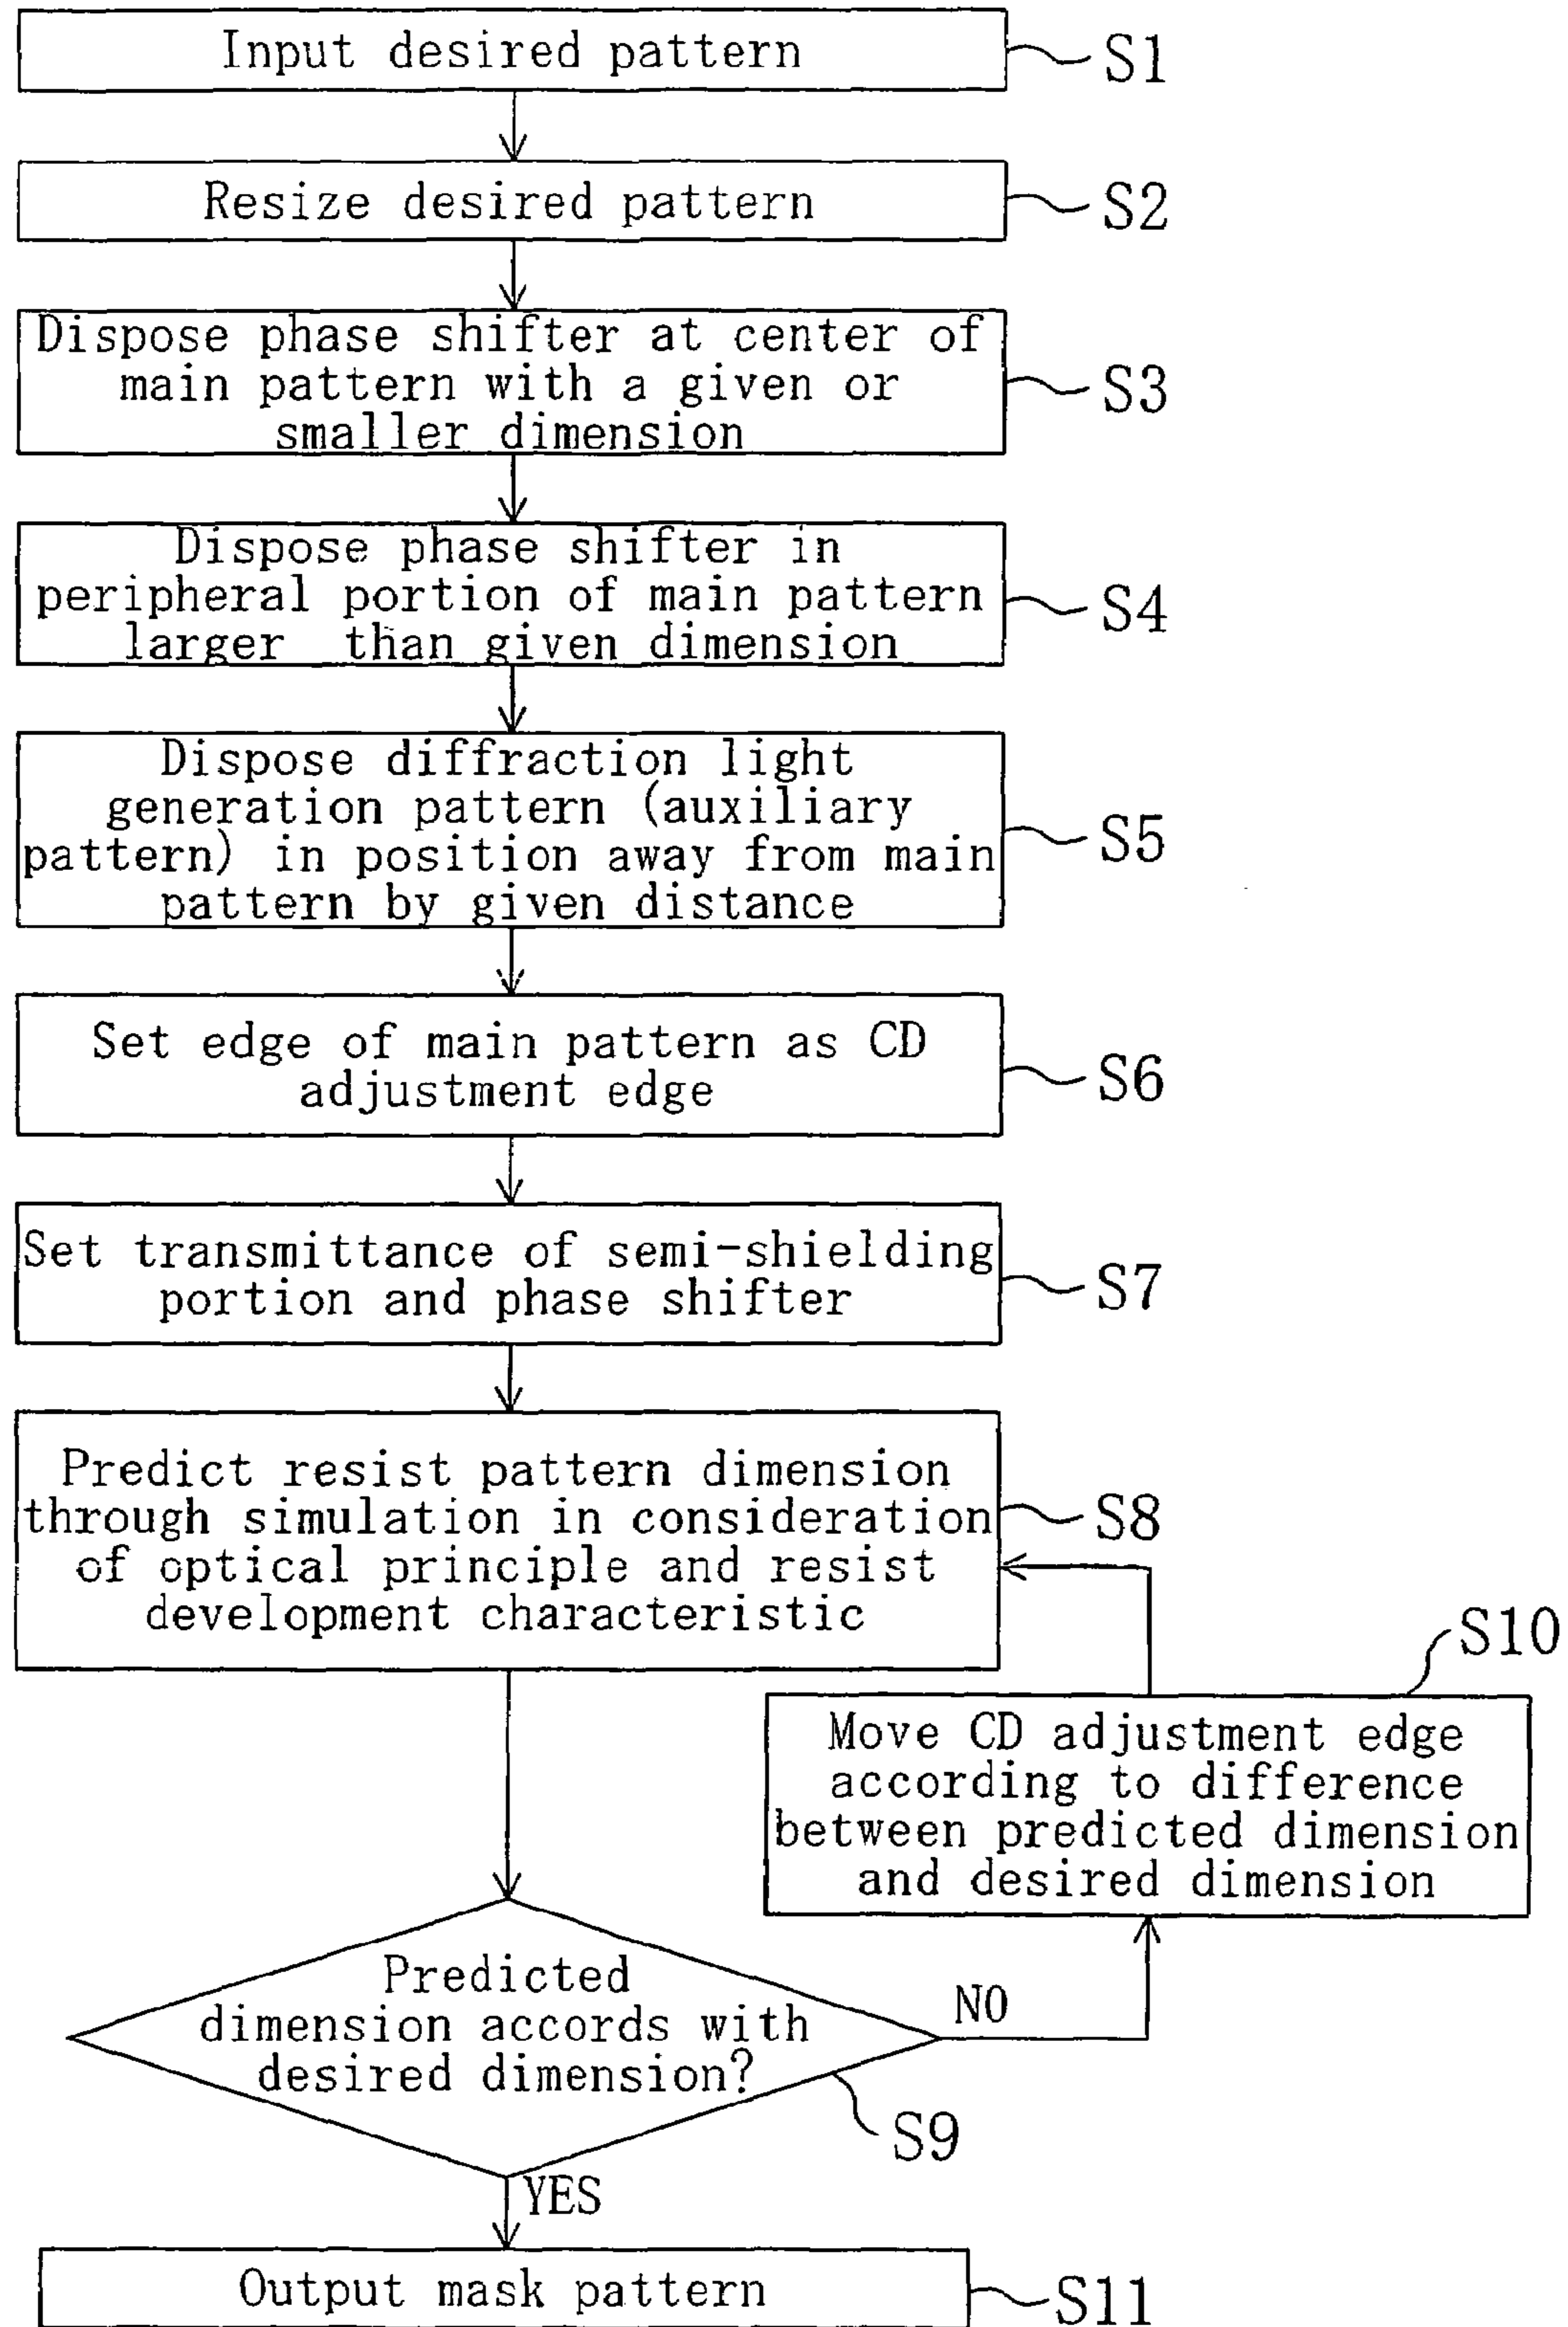 Input desired pattern
S1
Resize desired pattern
S2
Dispose phase shifter at center of
main pattern with a given or
smaller dimension
S3
Dispose phase shifter in
peripheral portion of main pattern
larger than given dimension
S4
Dispose diffraction light
generation pattern (auxiliary
pattern) in position away from main
pattern by given distance
S5
Set edge of main pattern as CD
adjustment edge
S6
Set transmittance of semi-shielding
portion and phase shifter
S7
Predict resist pattern dimension
through simulation in consideration
of optical principle and resist
development characteristic
S8
S10
Move CD adjustment edge
according to difference
between predicted dimension
and desired dimension
Predicted
dimension accords with
desired dimension?
NO
S9
YES
Output mask pattern
S11